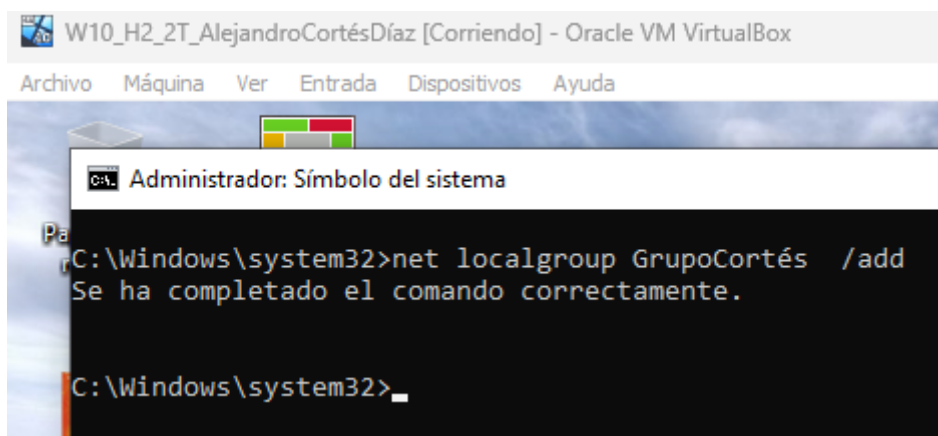 W10_H2_2T_AlejandroCortésDíaz [Corriendo] - Oracle VM VirtualBox
Archivo Máquina Ver Entrada Dispositivos Ayuda
Administrador: Símbolo del sistema
C:\Windows\system32>net localgroup GrupoCortés  /add
Se ha completado el comando correctamente.
C:\Windows\system32>